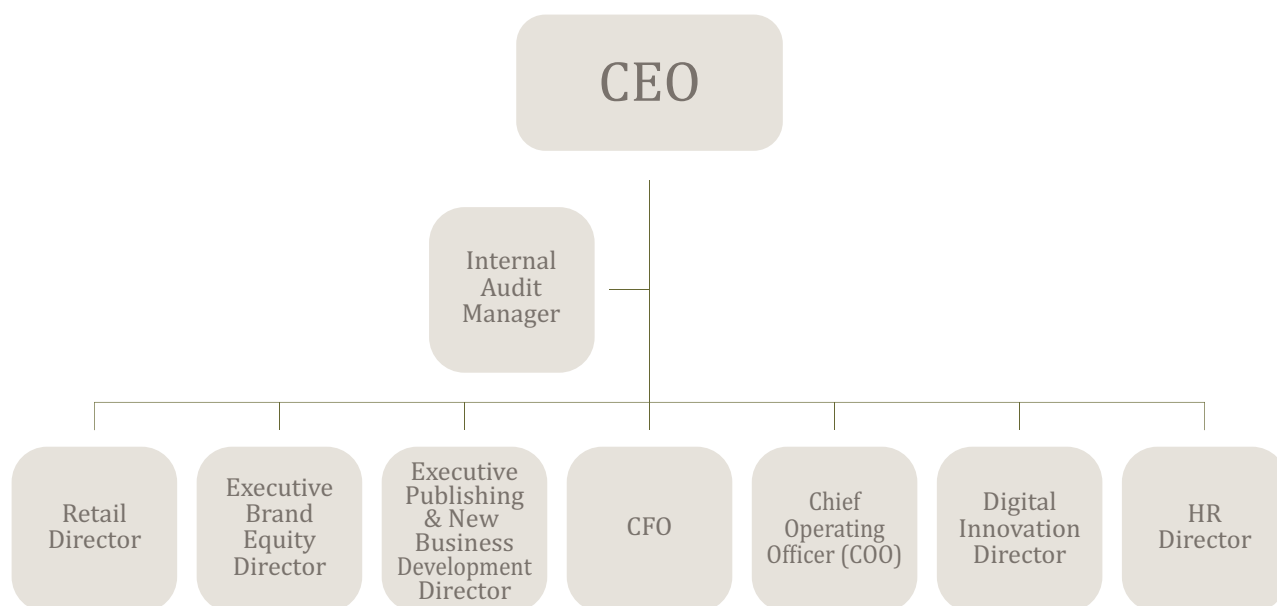 CEO
Internal
Audit
Manager
Retail
Director
Executive
Brand
Equity
Director
Executive
Publishing
& New
Business
Development
Director
CFO
Chief
Operating
Officer (COO)
Digital
Innovation
Director
HR
Director